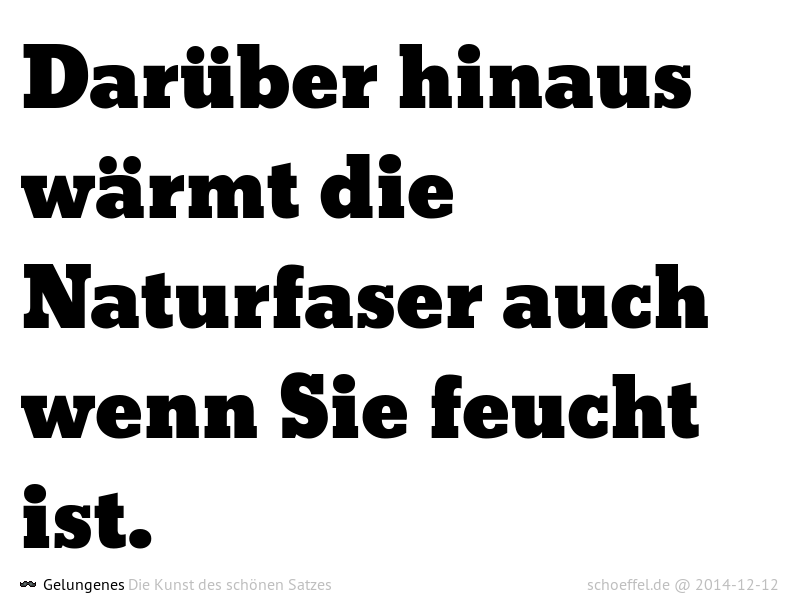 Darüber hinaus
wärmt die
Naturfaser auch
wenn Sie feucht
ist.
Gelungenes Die Kunst des schönen Satzes
schoeffel.de @ 2014-12-12